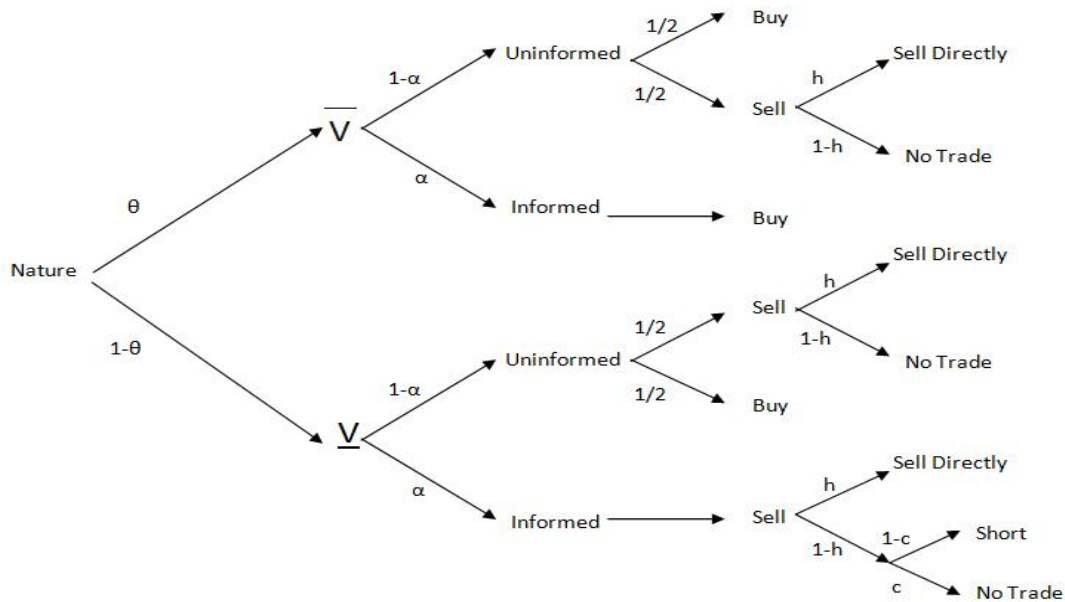 Buy
1/2
Uninformed
Sell Directly
1-α
1/2
h
Sell
V
1-h
No Trade
α
θ
Informed
Buy
Nature
Sell Directly
h
1-θ
1/2
Sell
1-h
Uninformed
No Trade
1-α
1/2
Buy
V
Sell Directly
α
h
Informed
Sell
1-c
Short
1-h
c
No Trade